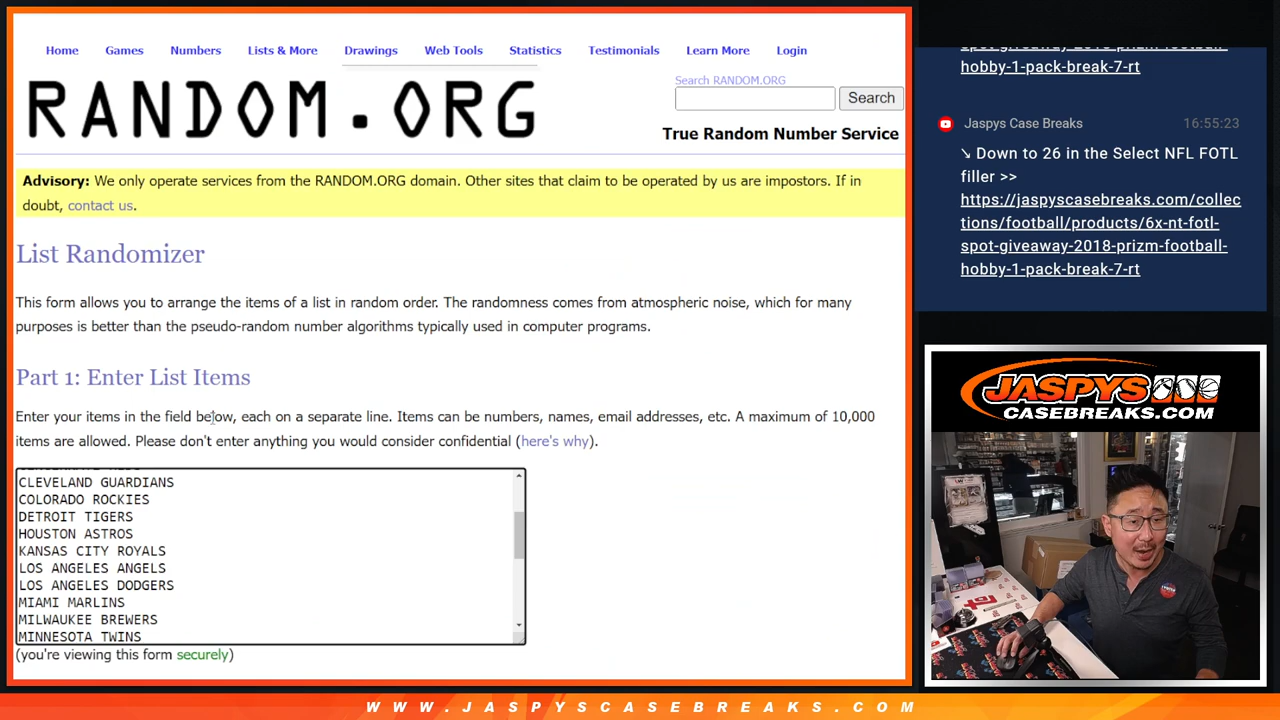 Home Games Numbers Lists & More Drawings Web Tools Statistics Testimonials Learn More Login
RANDOM.ORG
Search RANDOM.ORG
Search
True Random Number Service
Advisory: We only operate services from the RANDOM.ORG domain. Other sites that claim to be operated by us are impostors. If in
doubt, contact us.
List Randomizer
This form allows you to arrange the items of a list in random order. The randomness comes from atmospheric noise, which for many
purposes is better than the pseudo-random number algorithms typically used in computer programs.
Part 1: Enter List Items
Enter your items in the field below, each on a separate line. Items can be numbers, names, email addresses, etc. A maximum of 10,000
items are allowed. Please don't enter anything you would consider confidential (here's why).
CLEVELAND GUARDIANS
COLORADO ROCKIES
DETROIT TIGERS
HOUSTON ASTROS
KANSAS CITY ROYALS
LOS ANGELES ANGELS
LOS ANGELES DODGERS
MIAMI MARLINS
MILWAUKEE BREWERS
MINNESOTA TWINS
(you're viewing this form securely)
spot-giveaway-2018-prizm-football-
hobby-1-pack-break-7-rt
Jaspys Case Breaks 16:55:23
↘ Down to 26 in the Select NFL FOTL
filler >>
https://jaspyscasebreaks.com/collec
tions/football/products/6x-nt-fotl-
spot-giveaway-2018-prizm-football-
hobby-1-pack-break-7-rt
JASPYS
CASEBREAKS.COM
WWW.JASPYSCASEBREAKS.COM